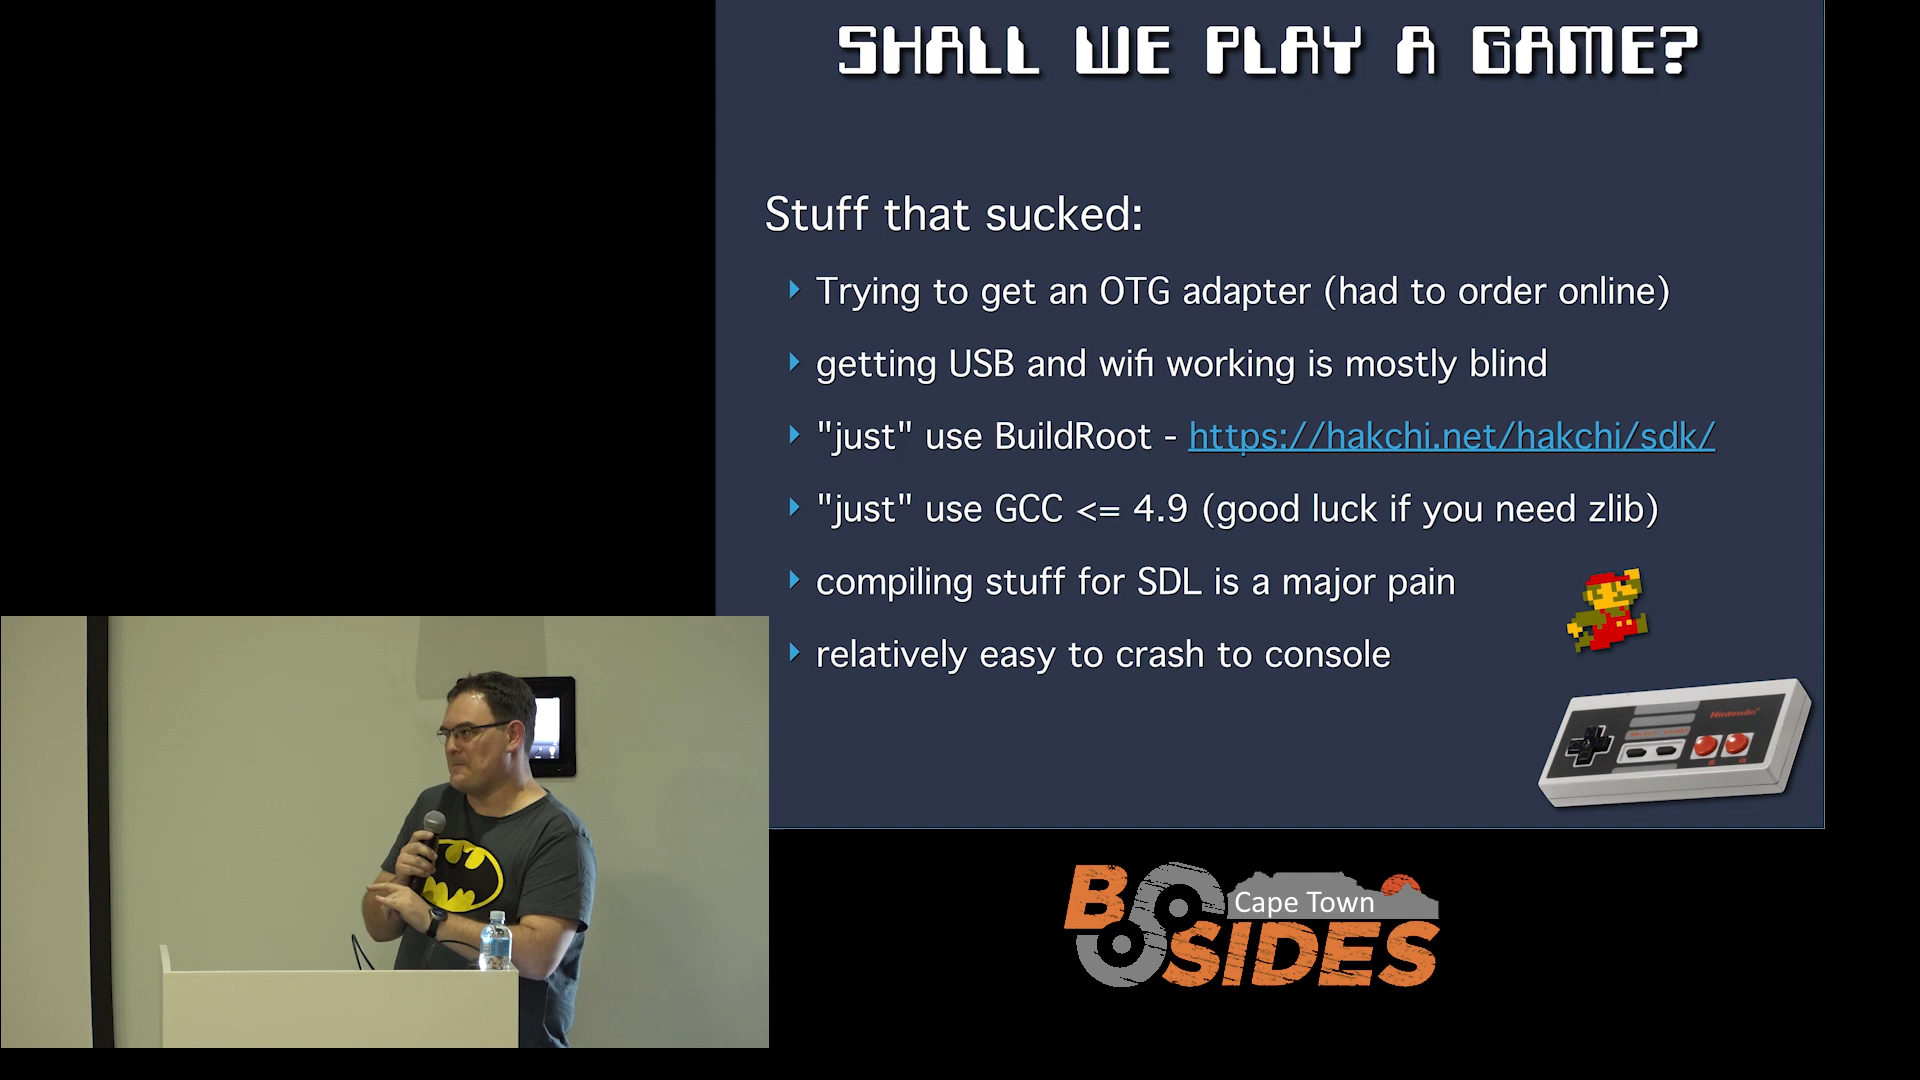 SHALL WE PLAY A GAME?
Stuff that sucked:
Trying to get an OTG adapter (had to order online)
getting USB and wifi working is mostly blind
"just" use BuildRoot - https://hakchi.net/hakchi/sdk/
"just" use GCC <= 4.9 (good luck if you need zlib)
compiling stuff for SDL is a major pain
relatively easy to crash to console
Nintendo
SELECT START
B A
Cape Town
BSIDES